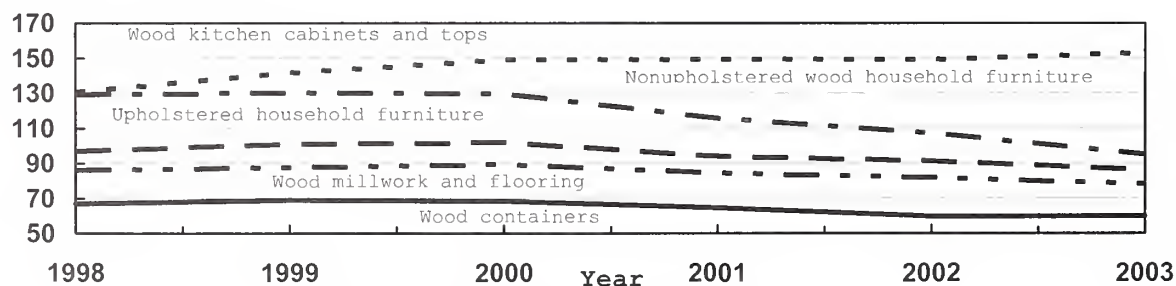 170
Wood kitchen cabinets and tops
150
Nonupholstered wood household furniture
130
Upholstered household furniture
110
90
Wood millwork and flooring
70
Wood containers
50
1998 1999 2000 Year 2001 2002 2003